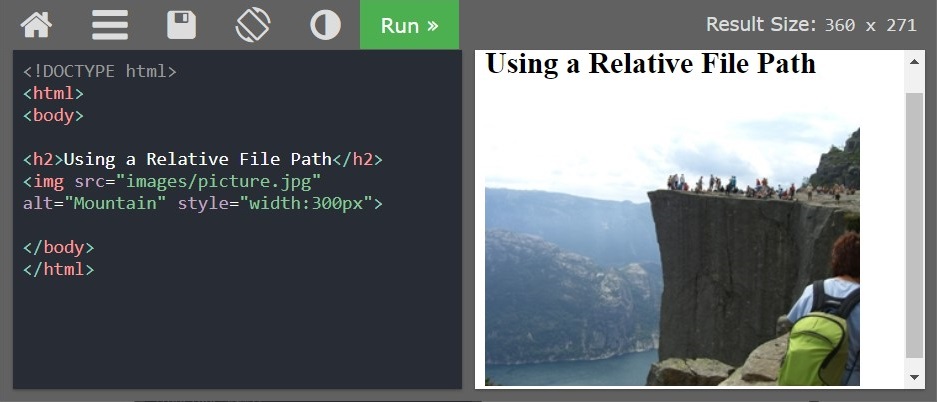 Run »
Result Size: 360 x 271
<!DOCTYPE html>
<html>
<body>
<h2>Using a Relative File Path</h2>
<img src="images/picture.jpg"
alt="Mountain" style="width:300px">
</body>
</html>
Using a Relative File Path